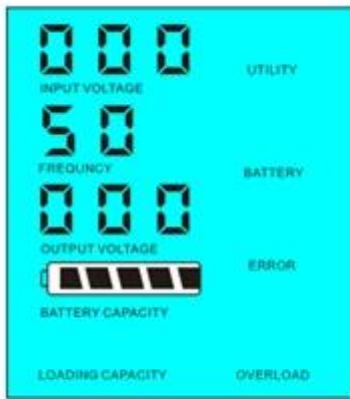 000
UTILITY
INPUT VOLTAGE
50
FREQUNCY
BATTERY
000
OUTPUT VOLTAGE
ERROR
BATTERY CAPACITY
LOADING CAPACITY
OVERLOAD